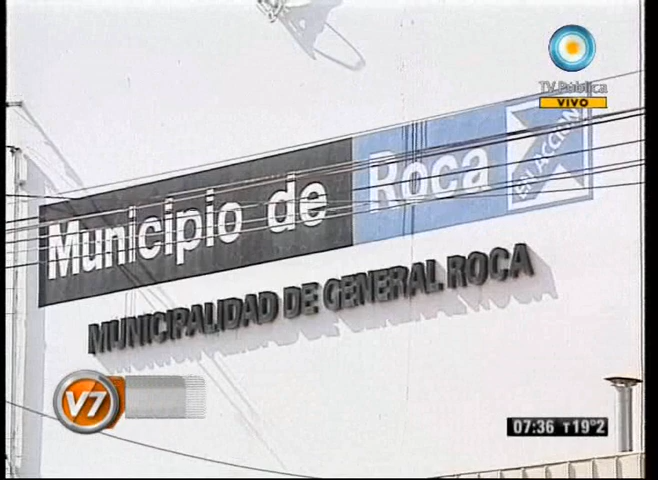 TV Pública
VIVO
Municipio de Roca
EN ACCION
MUNICIPALIDAD DE GENERAL ROCA
V7
07:36 T19°2